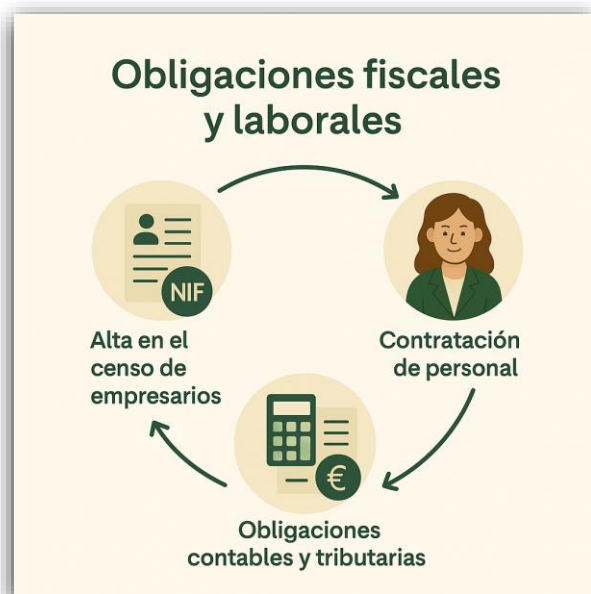 Obligaciones fiscales
y laborales
NIF
Alta en el
censo de
empresarios
Contratación
de personal
€
Obligaciones
contables y tributarias